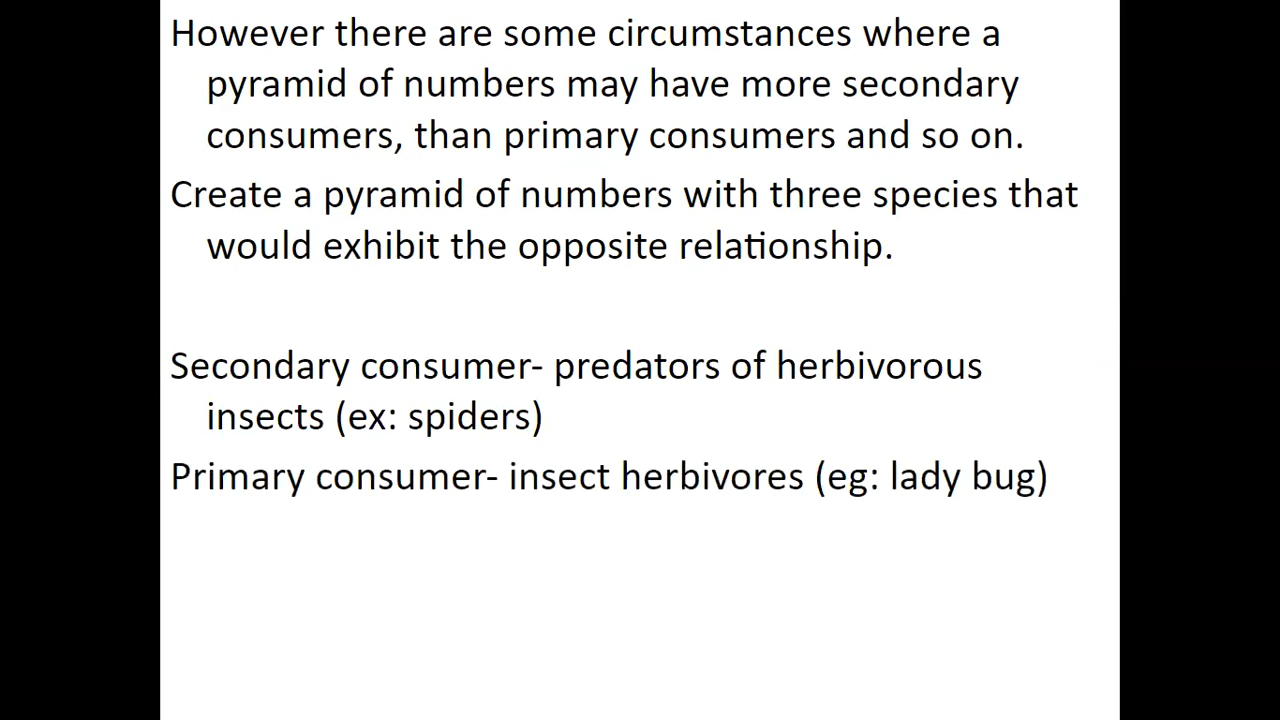 However there are some circumstances where a
pyramid of numbers may have more secondary
consumers, than primary consumers and so on.
Create a pyramid of numbers with three species that
would exhibit the opposite relationship.
Secondary consumer- predators of herbivorous
insects (ex: spiders)
Primary consumer- insect herbivores (eg: lady bug)